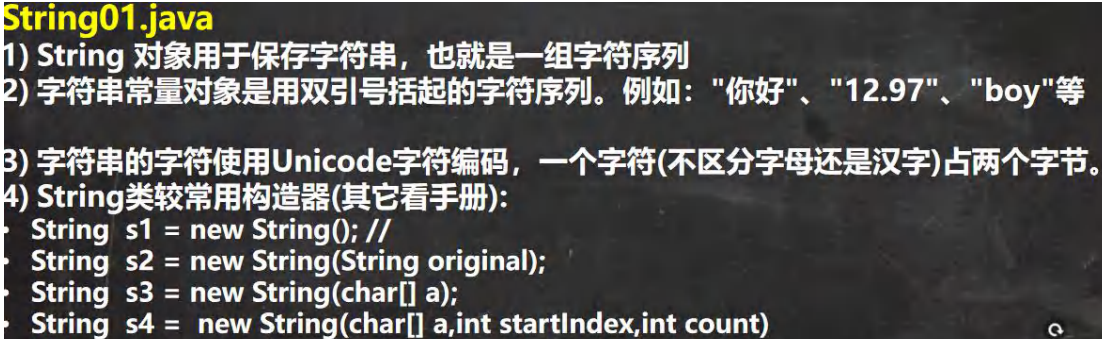 String01.java
1) String 对象用于保存字符串，也就是一组字符序列
2) 字符串常量对象是用双引号括起的字符序列。例如："你好"、"12.97"、"boy"等
3) 字符串的字符使用Unicode字符编码，一个字符(不区分字母还是汉字)占两个字节。
4) String类较常用构造器(其它看手册):
• String s1 = new String(); //
• String s2 = new String(String original);
• String s3 = new String(char[] a);
• String s4 = new String(char[] a,int startIndex,int count)